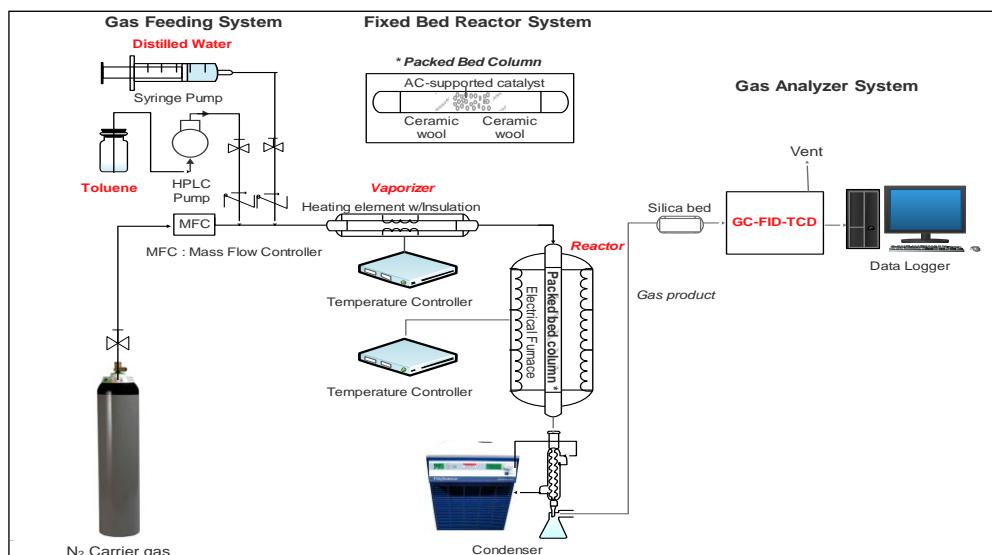 Gas Feeding System
Fixed Bed Reactor System
Distilled Water
* Packed Bed Column
AC-supported catalyst
Gas Analyzer System
Syringe Pump
Ceramic
wool
Ceramic
wool
Vent
Toluene
HPLC
Pump
Vaporizer
Heating element w/Insulation
Silica bed
GC-FID-TCD
MFC
MFC : Mass Flow Controller
Reactor
Data Logger
Temperature Controller
Electrical Furnace
Packed bed column *
Gas product
Temperature Controller
N₂ Carrier gas
Condenser